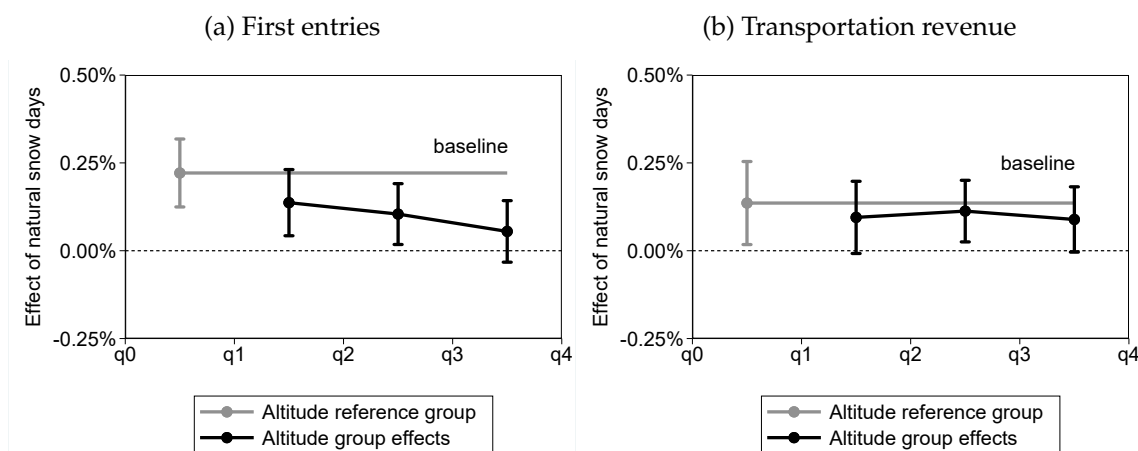 (a) First entries
Effect of natural snow days
0.50%
0.25%
0.00%
-0.25%
baseline
q0 q1 q2 q3 q4
Altitude reference group
Altitude group effects
(b) Transportation revenue
Effect of natural snow days
0.50%
0.25%
0.00%
-0.25%
baseline
q0 q1 q2 q3 q4
Altitude reference group
Altitude group effects